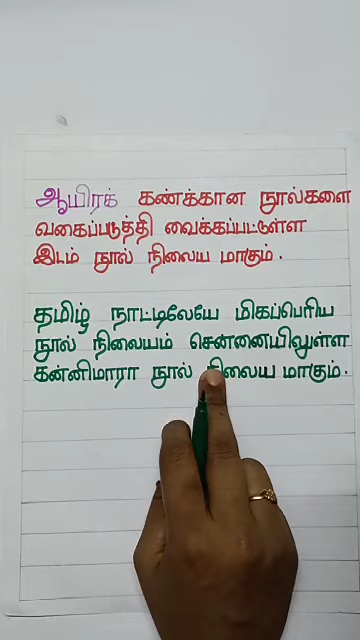 ஆயிரக் கணக்கான நூல்களை
வகைப்படுத்தி வைக்கப்பட்டுள்ள
இடம் நூல் நிலைய மாகும்.
தமிழ் நாட்டிலேயே மிகப்பெரிய
நூல் நிலையம் சென்னையிலுள்ள
கன்னிமாரா நூல் நிலைய மாகும்.